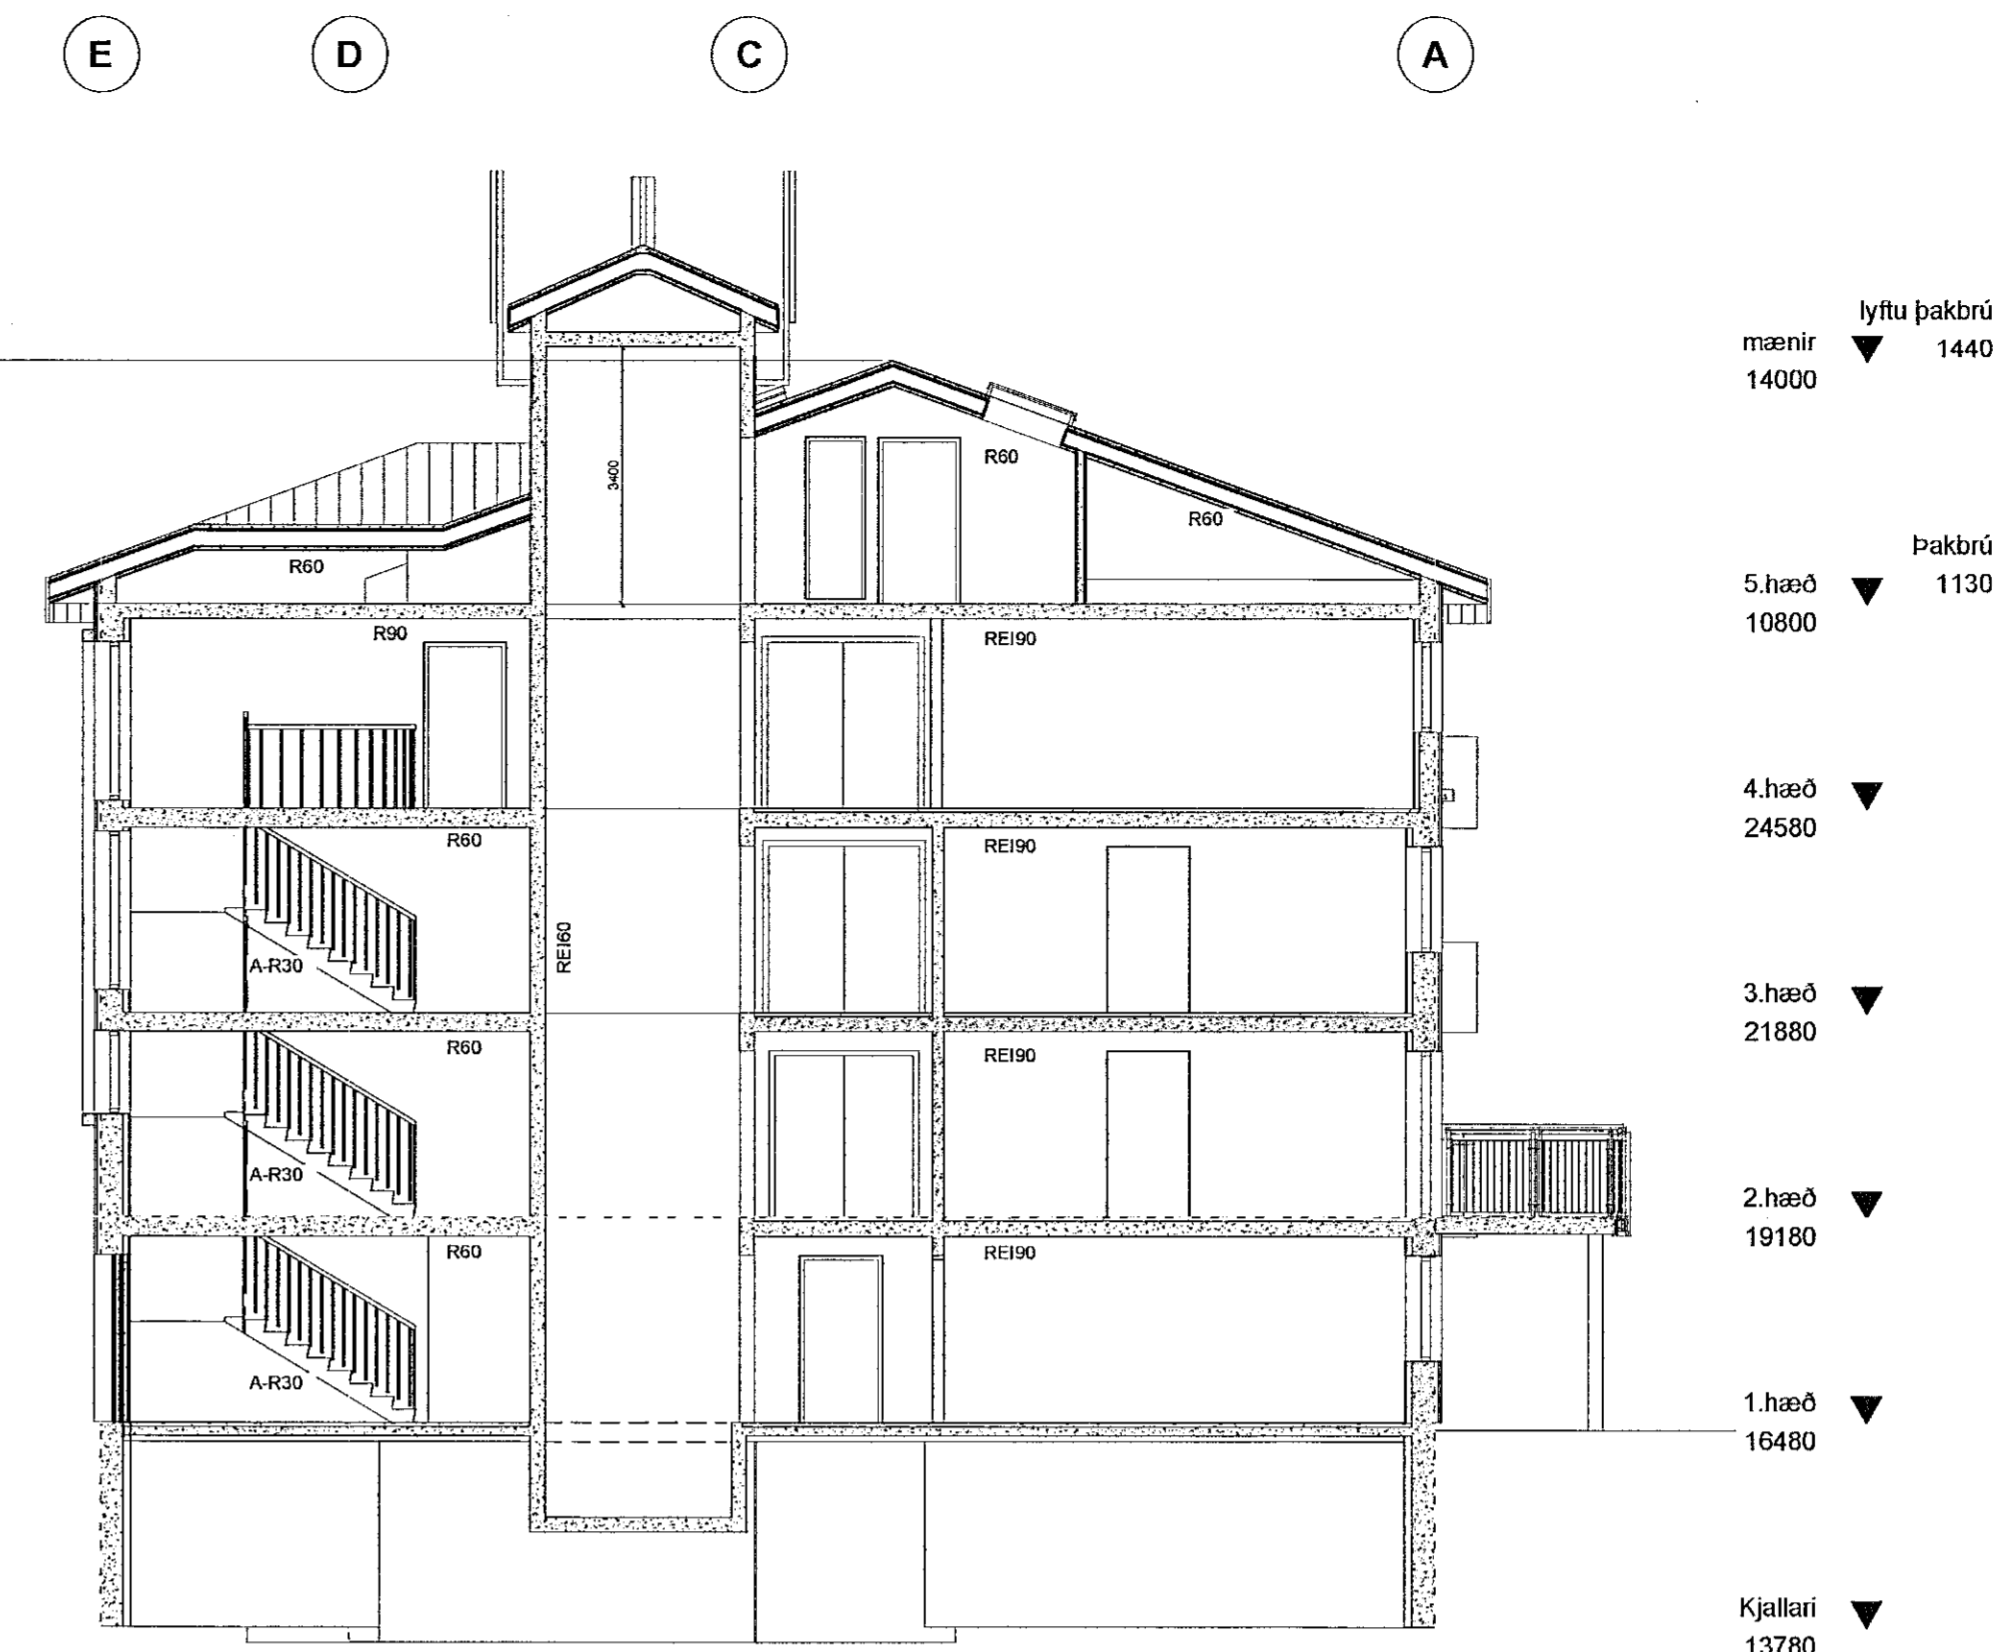 E D C A
lyftu þakbrú
mænir 1440
14000
3400
R60
R60
R60
Þakbrú
5.hæð 1130
10800
R90 REI90
4.hæð
24580
R60 REI90
REI60
A-R30
3.hæð
21880
R60 REI90
A-R30
2.hæð
19180
R60 REI90
A-R30
1.hæð
16480
Kjallari
13780